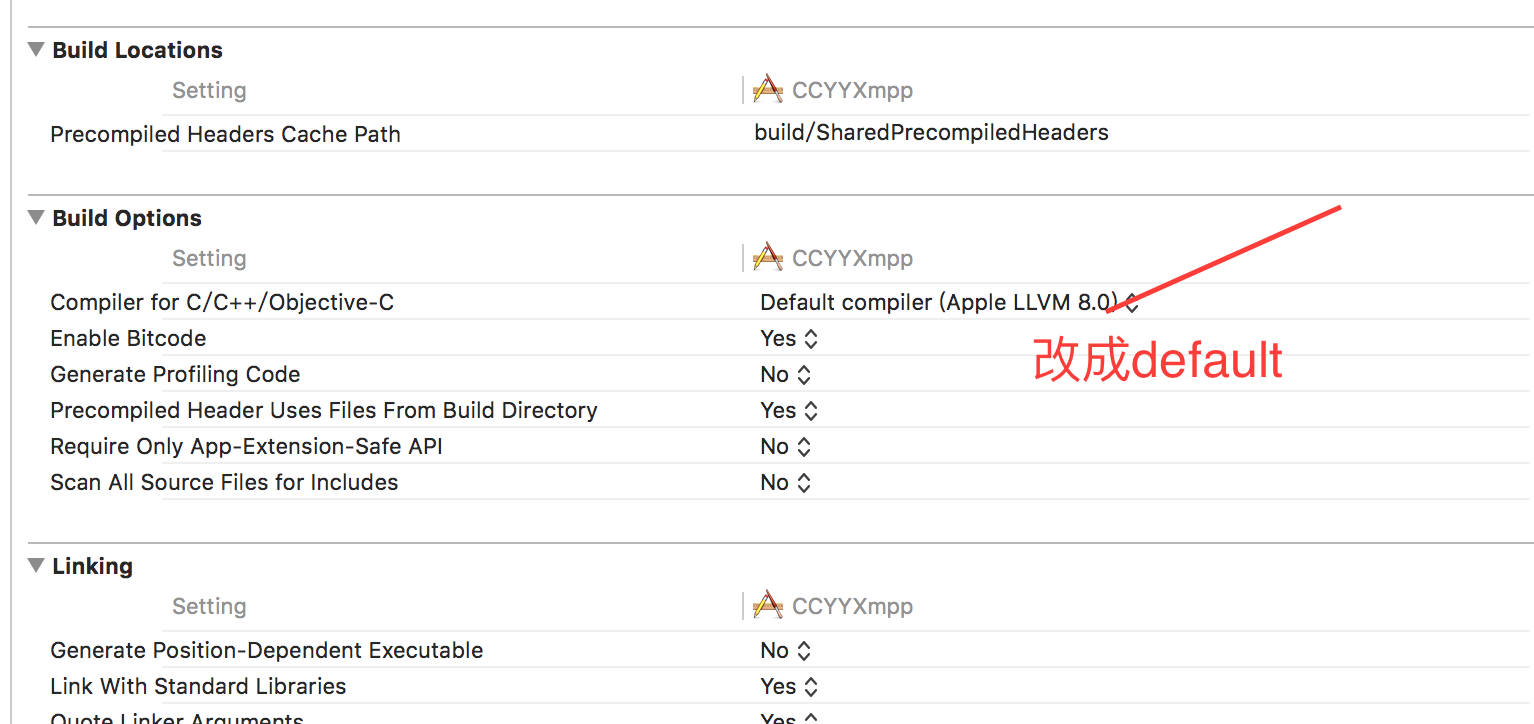 Build Locations
Setting CCYYXmpp
Precompiled Headers Cache Path build/SharedPrecompiledHeaders
Build Options
Setting CCYYXmpp
Compiler for C/C++/Objective-C Default compiler (Apple LLVM 8.0)
Enable Bitcode Yes
改成default
Generate Profiling Code No
Precompiled Header Uses Files From Build Directory Yes
Require Only App-Extension-Safe API No
Scan All Source Files for Includes No
Linking
Setting CCYYXmpp
Generate Position-Dependent Executable No
Link With Standard Libraries Yes
Quote Linker Arguments Yes